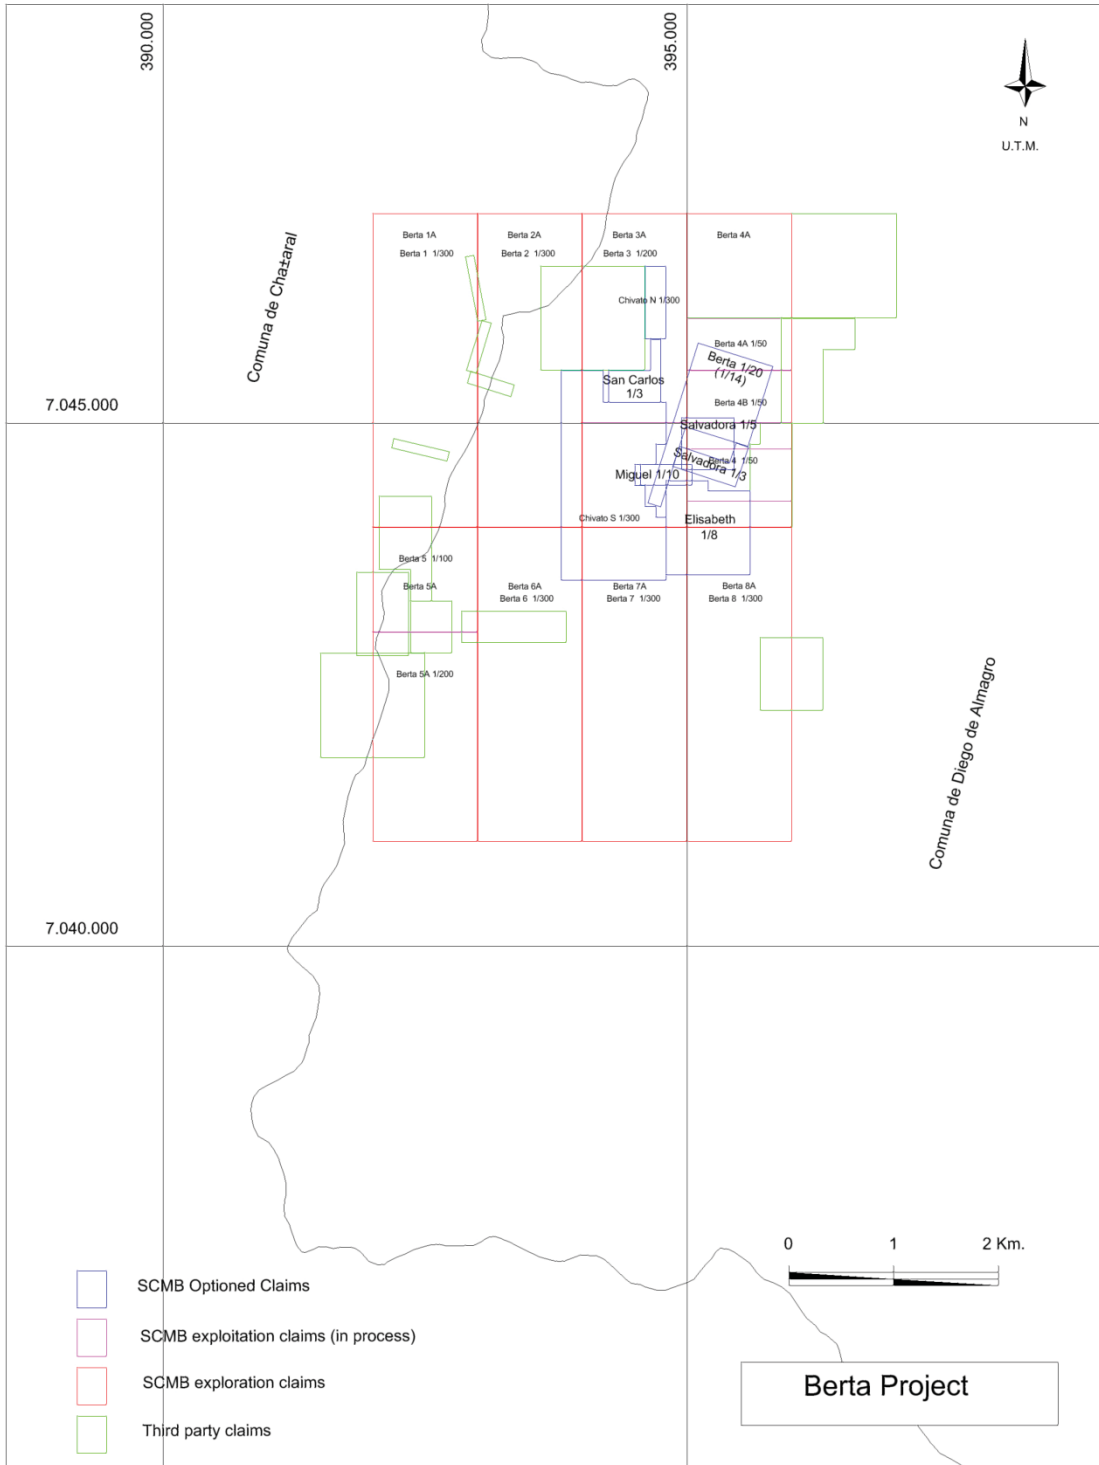 390.000
395.000
N
U.T.M.
Comuna de Cha±aral
Berta 1A
Berta 2A
Berta 3A
Berta 4A
Berta 1 1/300
Berta 2 1/300
Berta 3 1/200
Chivato N 1/300
Berta 4A 1/50
Berta 1/20
(1/14)
San Carlos
1/3
7.045.000
Berta 4B 1/50
Salvadora 1/5
Berta 4 1/50
Salvadora 1/3
Miguel 1/10
Chivato S 1/300
Elisabeth
1/8
Berta 5 1/100
Berta 5A
Berta 6A
Berta 7A
Berta 8A
Berta 6 1/300
Berta 7 1/300
Berta 8 1/300
Berta 5A 1/200
Comuna de Diego de Almagro
7.040.000
0 1 2 Km.
SCMB Optioned Claims
SCMB exploitation claims (in process)
SCMB exploration claims
Third party claims
Berta Project